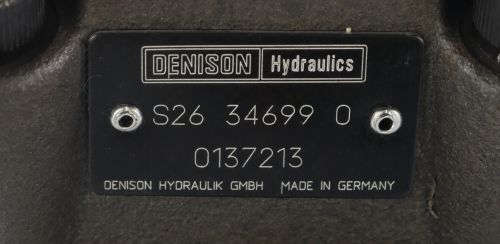 DENISON Hydraulics
S26 34699 0
0137213
DENISON HYDRAULIK GMBH MADE IN GERMANY